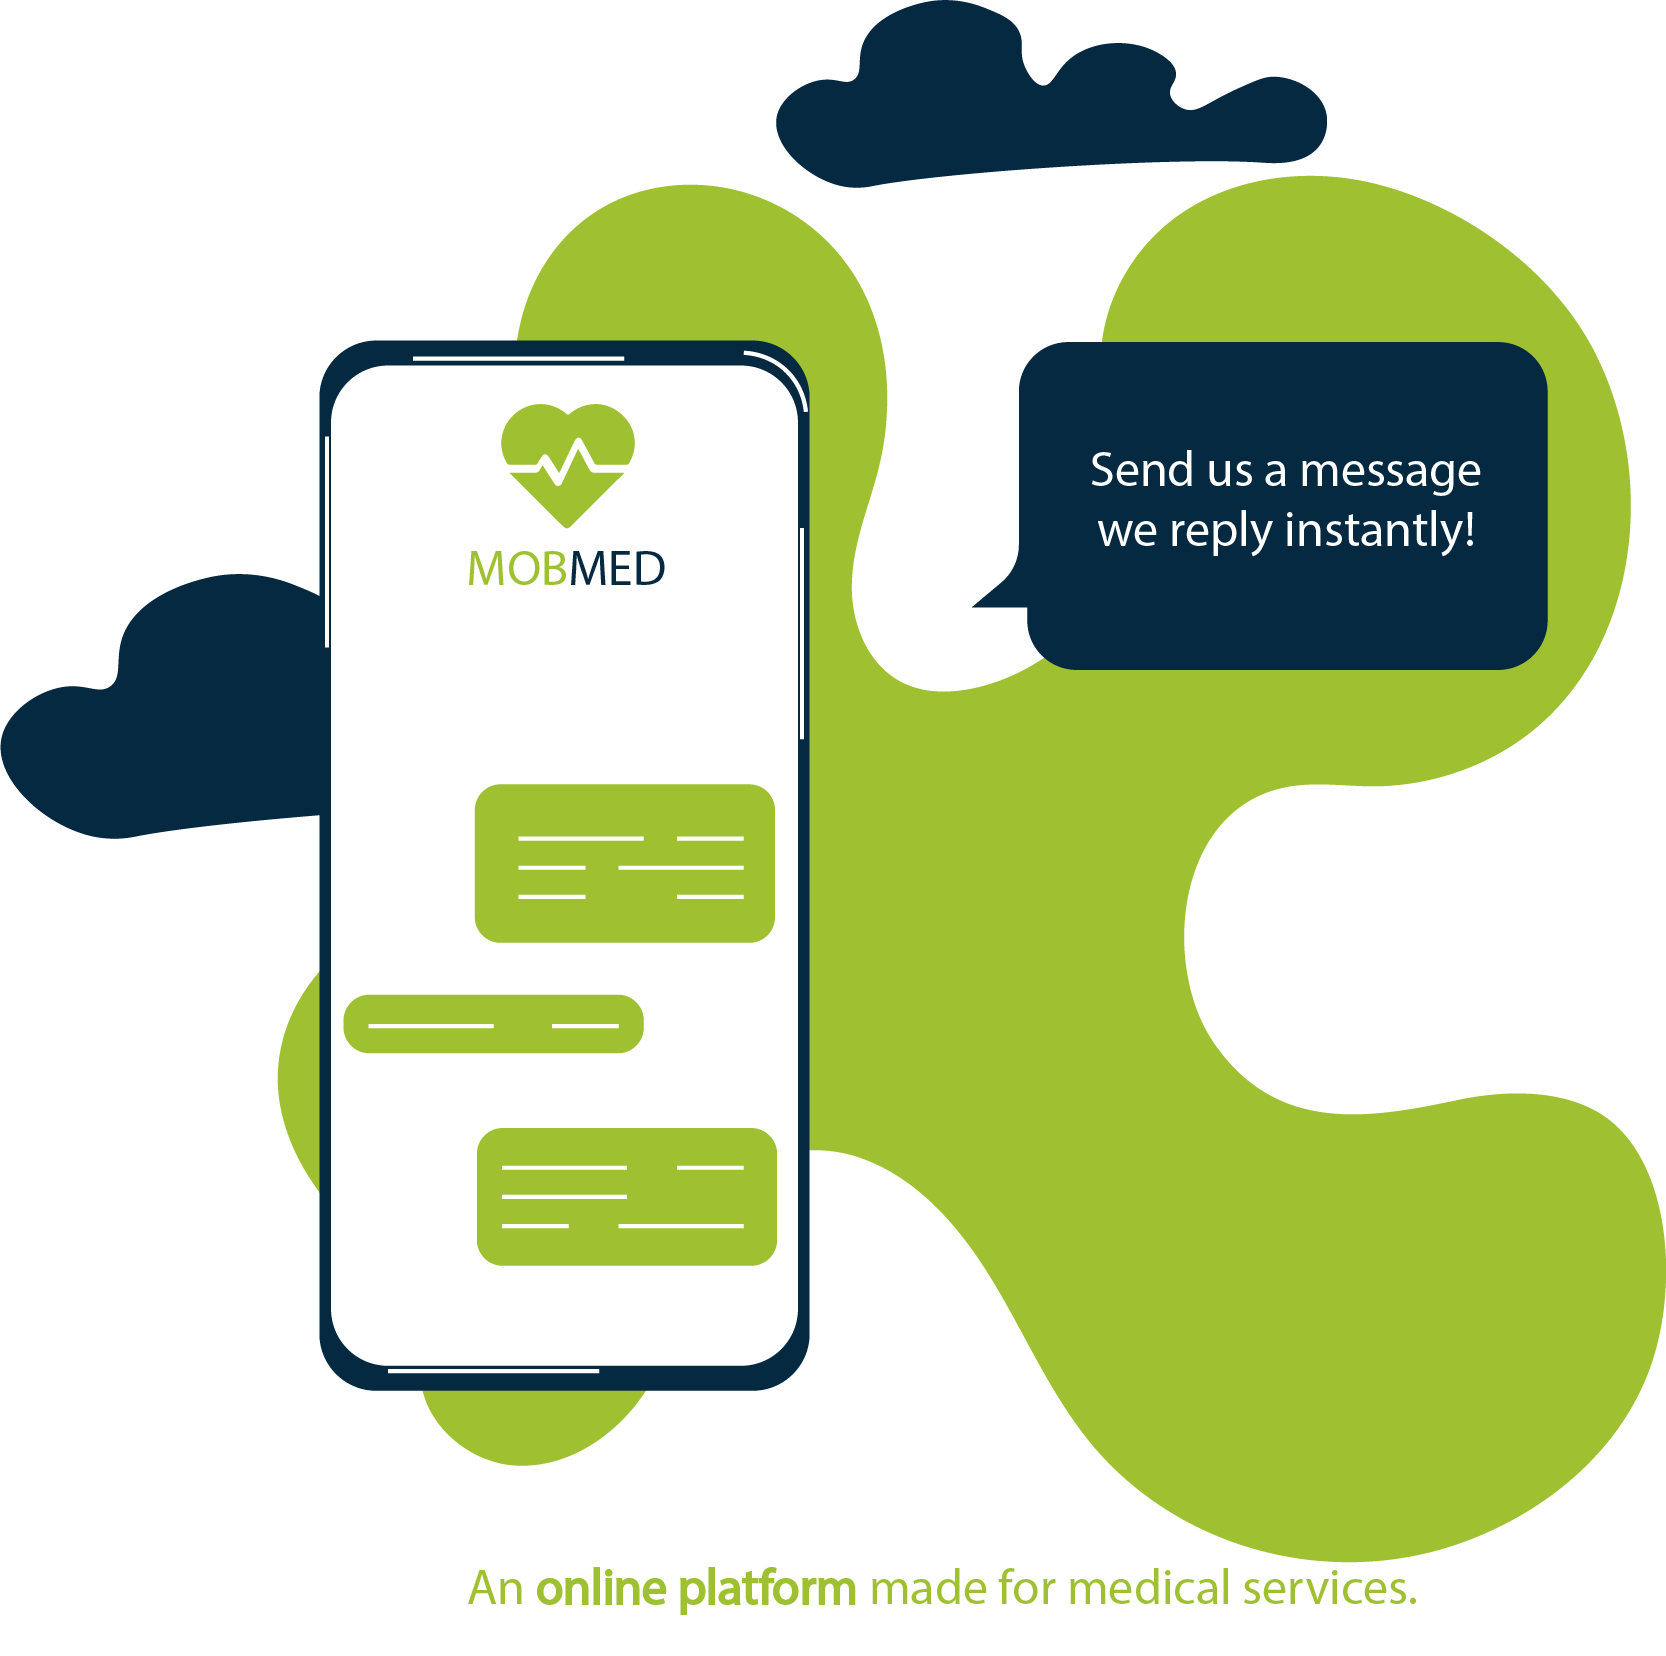 MOBMED
Send us a message
we reply instantly!
An online platform made for medical services.